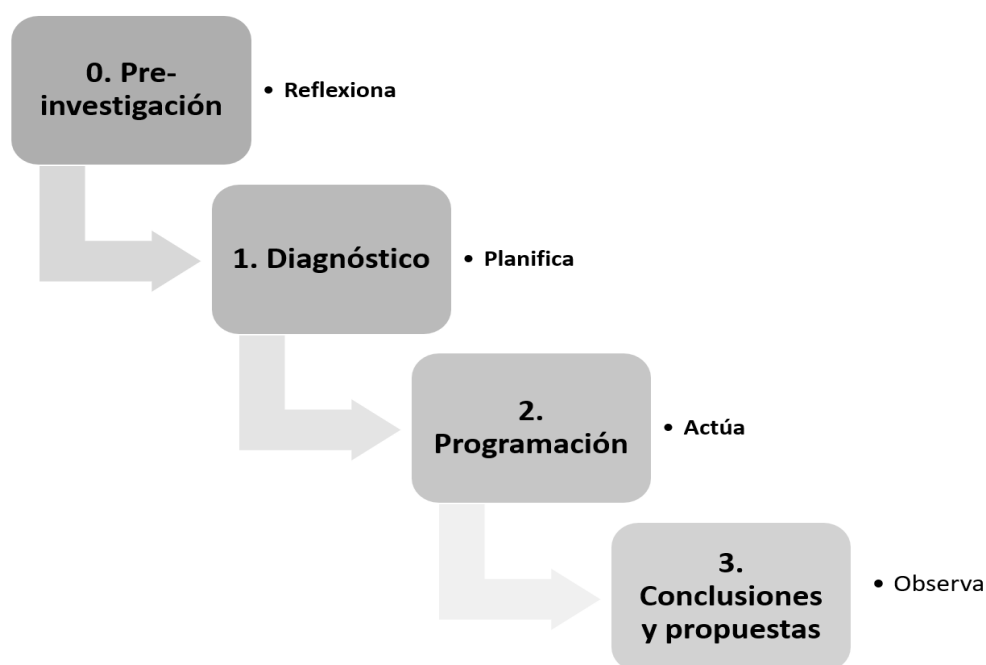 0. Pre-
investigación
• Reflexiona
1. Diagnóstico
• Planifica
2.
Programación
• Actúa
3.
Conclusiones
y propuestas
• Observa